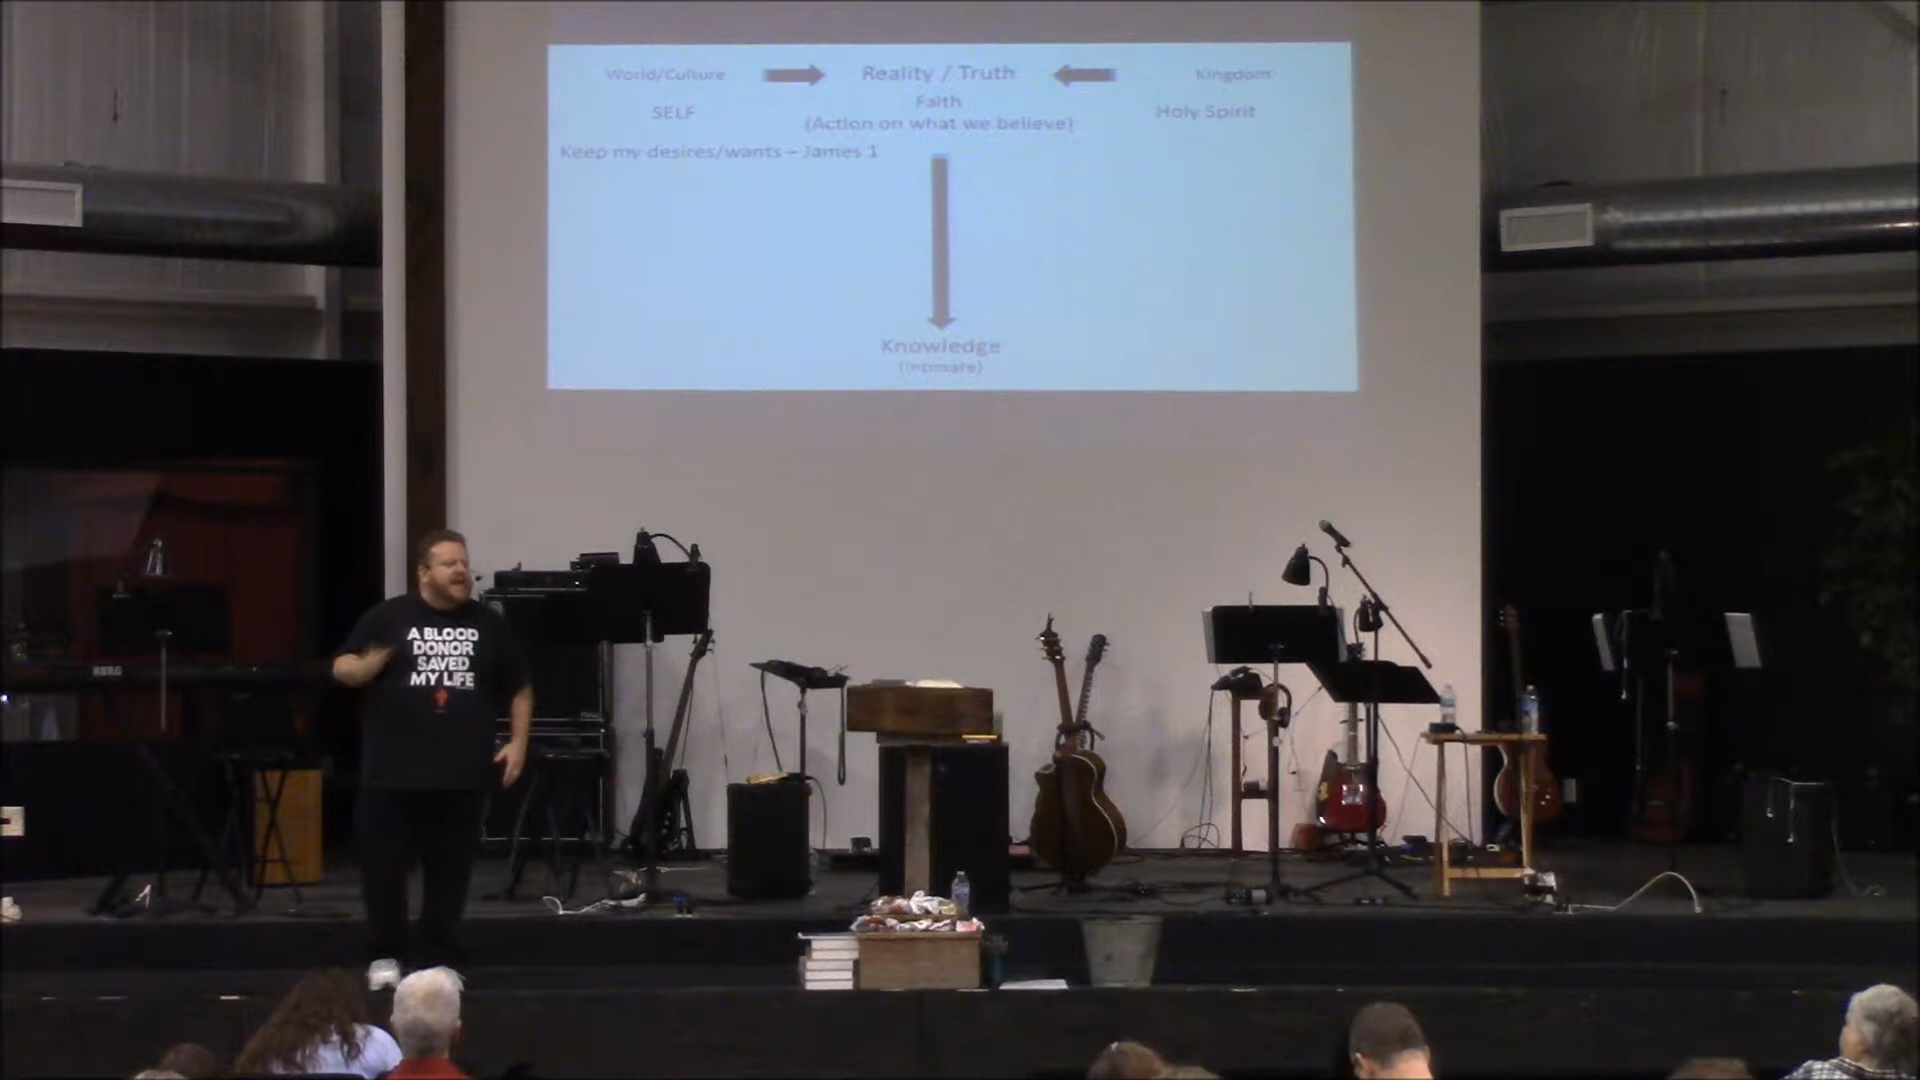 World/Culture
Reality / Truth
Kingdom
SELF
Faith
Holy Spirit
(Action on what we believe)
Keep my desires/wants – James 1
Knowledge
(intimate)
A BLOOD
DONOR
SAVED
MY LIFE
KORG